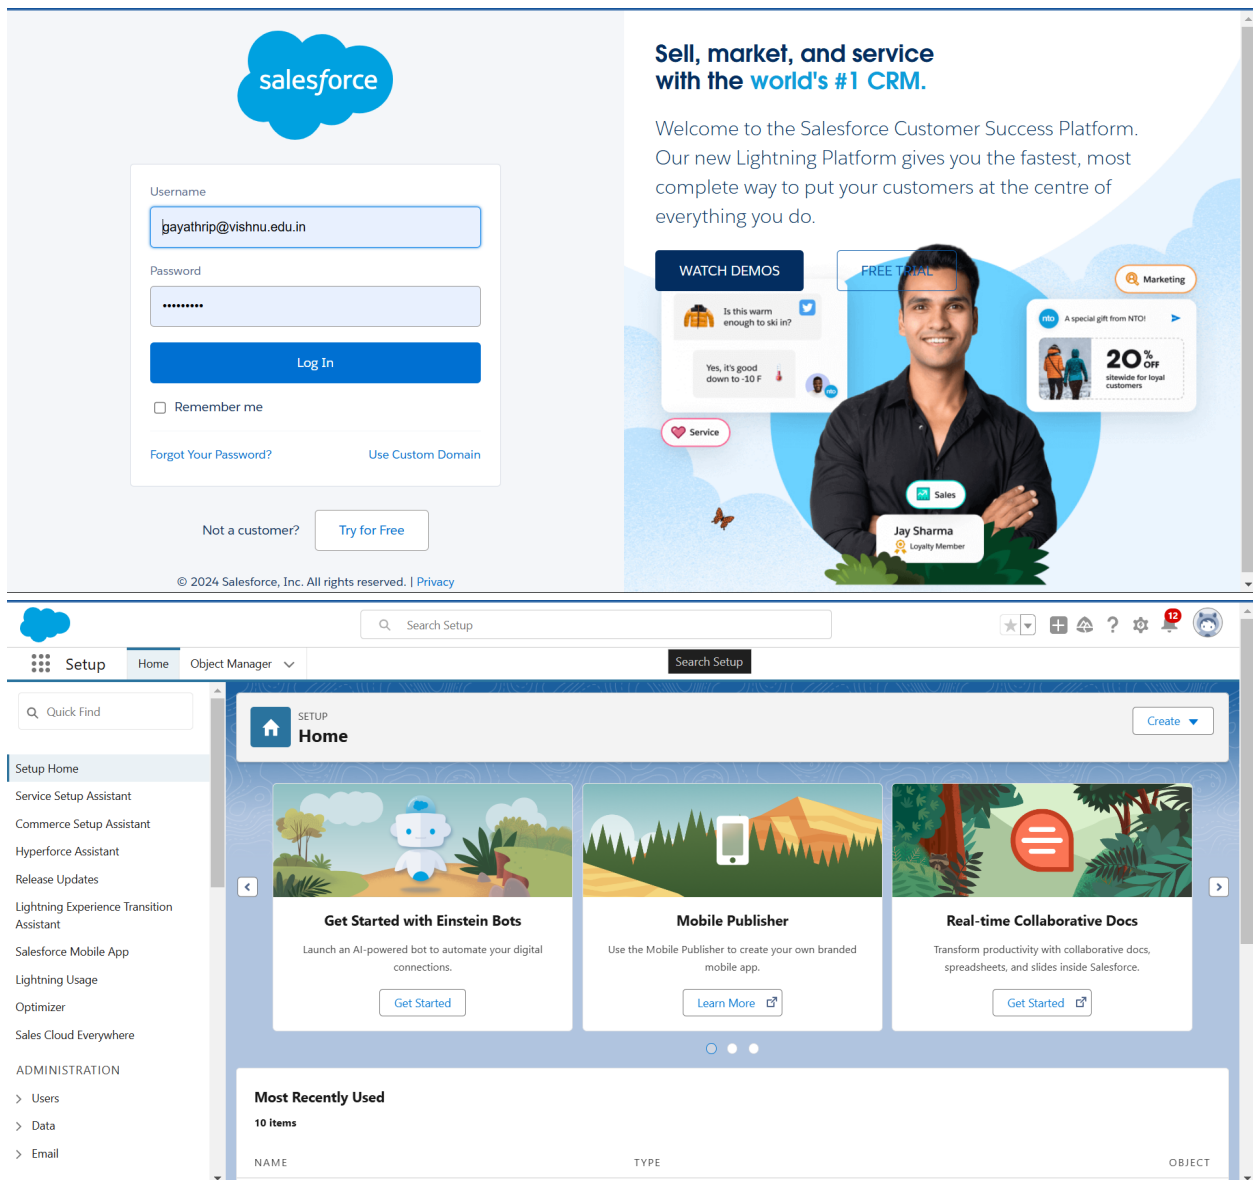 salesforce
Username
gayathrip@vishnu.edu.in
Password
•••••••••
Log In
Remember me
Forgot Your Password?
Use Custom Domain
Not a customer?
Try for Free
© 2024 Salesforce, Inc. All rights reserved. | Privacy
Sell, market, and service
with the world's #1 CRM.
Welcome to the Salesforce Customer Success Platform.
Our new Lightning Platform gives you the fastest, most
complete way to put your customers at the centre of
everything you do.
WATCH DEMOS
FREE TRIAL
Marketing
Is this warm
enough to ski in?
Yes, it's good
down to -10 F
nto
nto
A special gift from NTO!
20% OFF
sitewide for loyal
customers
Service
Sales
Jay Sharma
Loyalty Member
Search Setup
12
Setup
Home
Object Manager
Search Setup
Quick Find
Setup Home
Service Setup Assistant
Commerce Setup Assistant
Hyperforce Assistant
Release Updates
Lightning Experience Transition
Assistant
Salesforce Mobile App
Lightning Usage
Optimizer
Sales Cloud Everywhere
ADMINISTRATION
Users
Data
Email
SETUP
Home
Create
Get Started with Einstein Bots
Launch an AI-powered bot to automate your digital
connections.
Get Started
Mobile Publisher
Use the Mobile Publisher to create your own branded
mobile app.
Learn More
Real-time Collaborative Docs
Transform productivity with collaborative docs,
spreadsheets, and slides inside Salesforce.
Get Started
Most Recently Used
10 items
NAME
TYPE
OBJECT